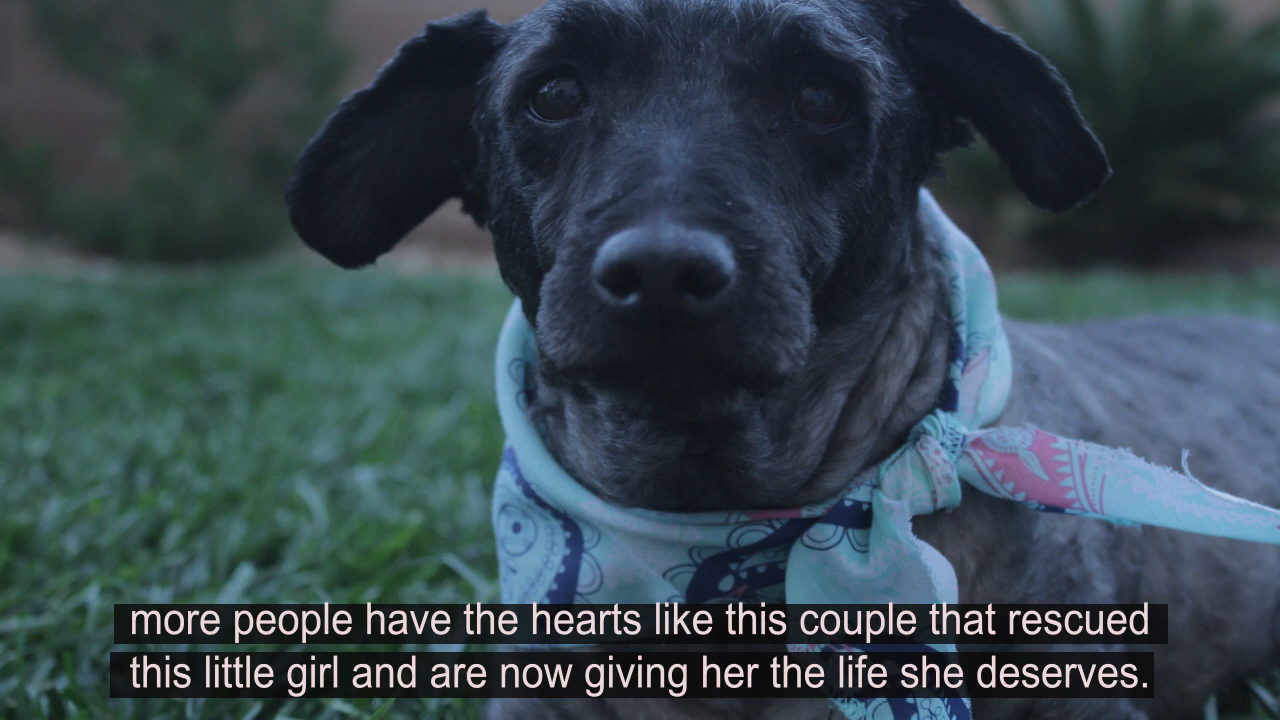 more people have the hearts like this couple that rescued
this little girl and are now giving her the life she deserves.